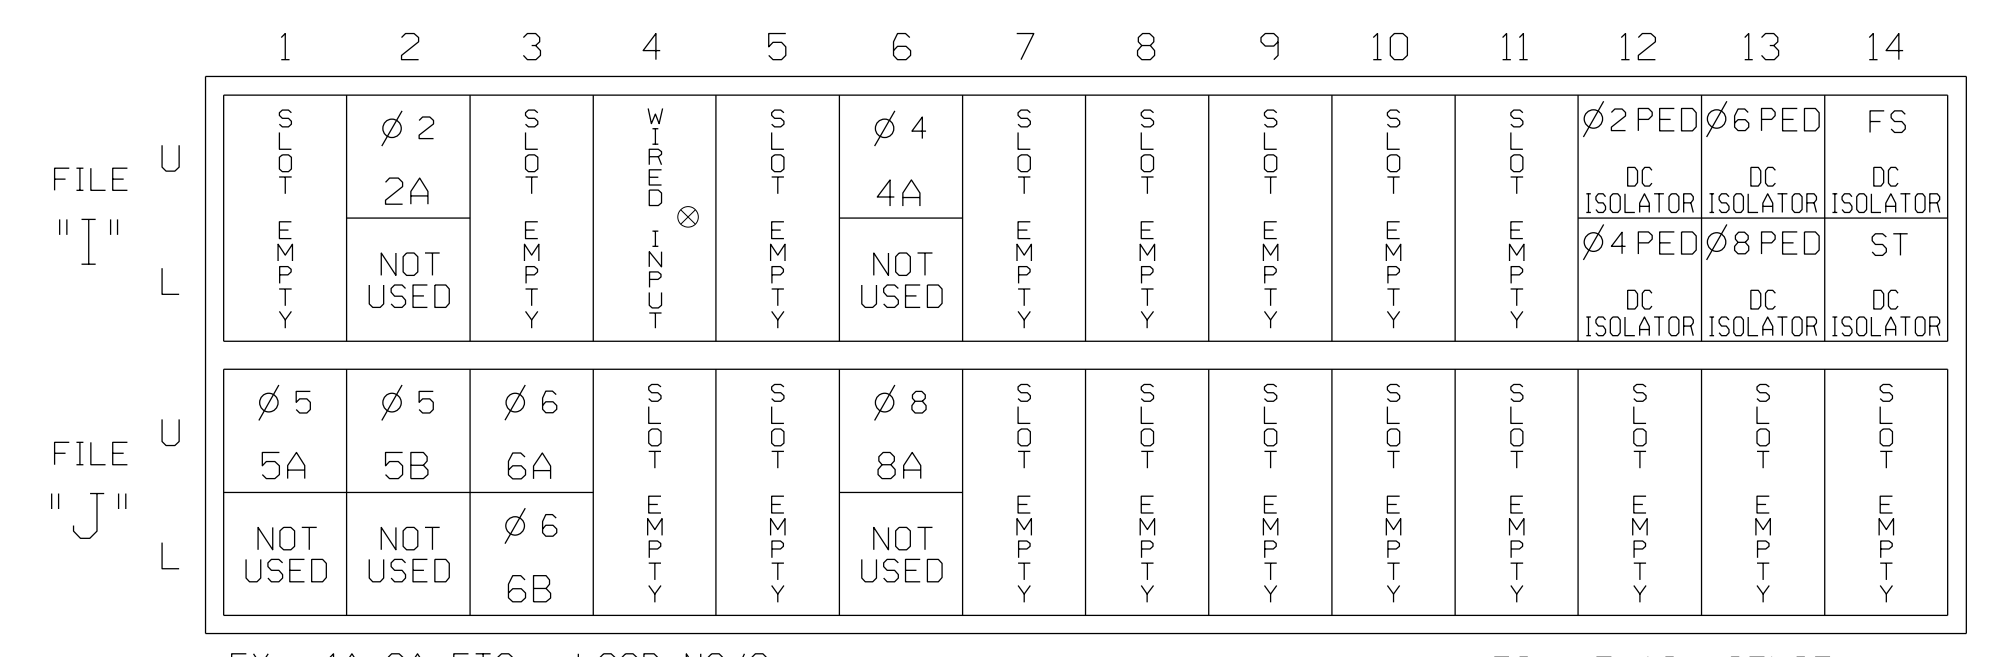 1 2 3 4 5 6 7 8 9 10 11 12 13 14
FILE "I"
U
L
SLOT EMPTY
Ø 2
2A
NOT USED
SLOT EMPTY
WIRED INPUT
SLOT EMPTY
Ø 4
4A
NOT USED
SLOT EMPTY
SLOT EMPTY
SLOT EMPTY
SLOT EMPTY
SLOT EMPTY
Ø2 PED
DC
ISOLATOR
Ø4 PED
DC
ISOLATOR
Ø6 PED
DC
ISOLATOR
Ø8 PED
DC
ISOLATOR
FS
DC
ISOLATOR
ST
DC
ISOLATOR
FILE "J"
U
L
Ø 5
5A
NOT USED
Ø 5
5B
NOT USED
Ø 6
6A
Ø 6
6B
SLOT EMPTY
SLOT EMPTY
Ø 8
8A
NOT USED
SLOT EMPTY
SLOT EMPTY
SLOT EMPTY
SLOT EMPTY
SLOT EMPTY
SLOT EMPTY
SLOT EMPTY
SLOT EMPTY